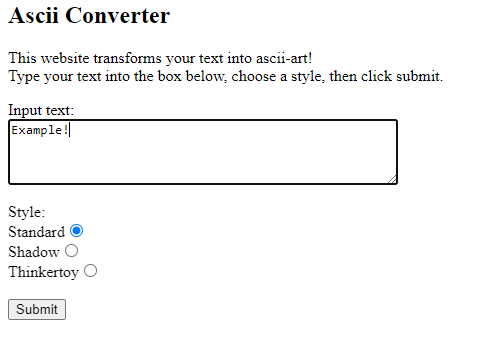 Ascii Converter
This website transforms your text into ascii-art!
Type your text into the box below, choose a style, then click submit.
Input text:
Example!
Style:
Standard
Shadow
Thinkertoy
Submit